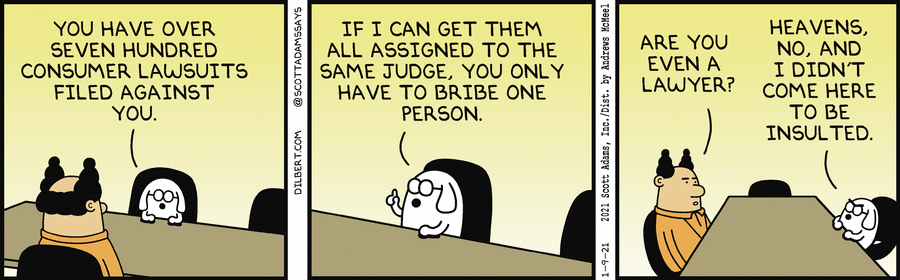 YOU HAVE OVER
SEVEN HUNDRED
CONSUMER LAWSUITS
FILED AGAINST
YOU.
DILBERT.COM @SCOTTADAMSSAYS
IF I CAN GET THEM
ALL ASSIGNED TO THE
SAME JUDGE, YOU ONLY
HAVE TO BRIBE ONE
PERSON.
1-9-21 2021 Scott Adams, Inc./Dist. by Andrews McMeel
ARE YOU
EVEN A
LAWYER?
HEAVENS,
NO, AND
I DIDN'T
COME HERE
TO BE
INSULTED.